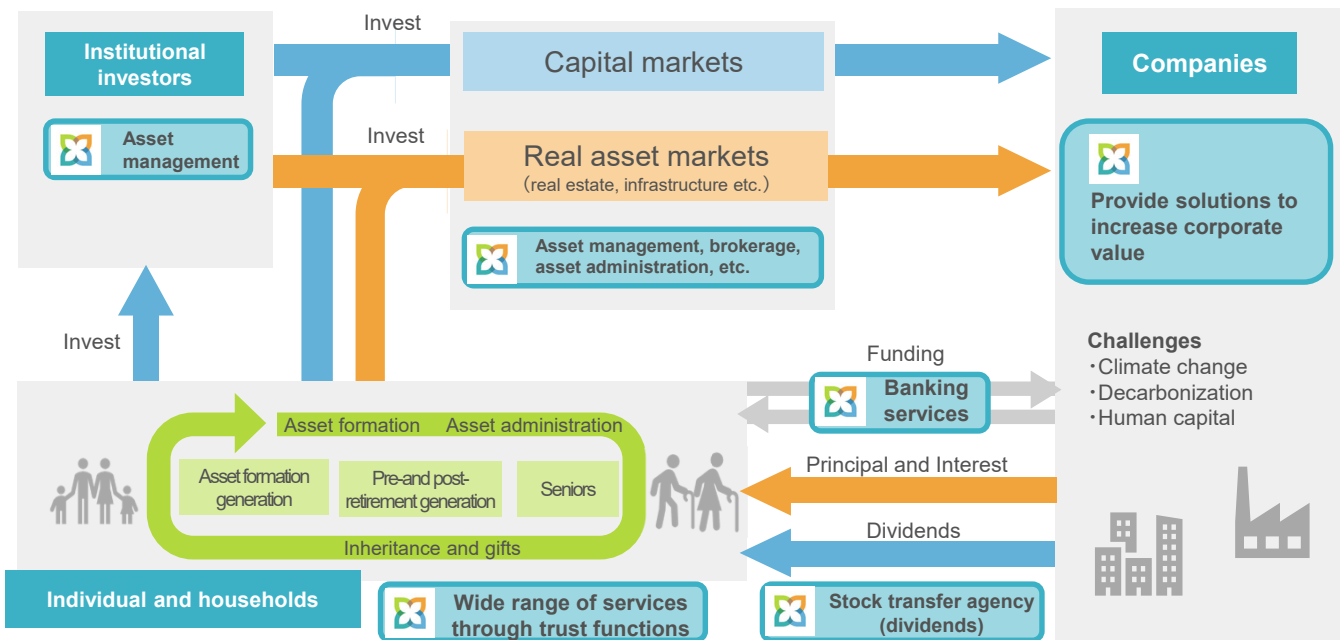 Invest
Institutional
investors
Capital markets
Companies
Asset
management
Invest
Real asset markets
（real estate, infrastructure etc.）
Provide solutions to
increase corporate
value
Asset management, brokerage,
asset administration, etc.
Invest
Funding
Banking
services
Challenges
・Climate change
・Decarbonization
・Human capital
Asset formation
Asset administration
Asset formation
generation
Pre-and post-
retirement generation
Seniors
Inheritance and gifts
Principal and Interest
Dividends
Individual and households
Wide range of services
through trust functions
Stock transfer agency
(dividends)